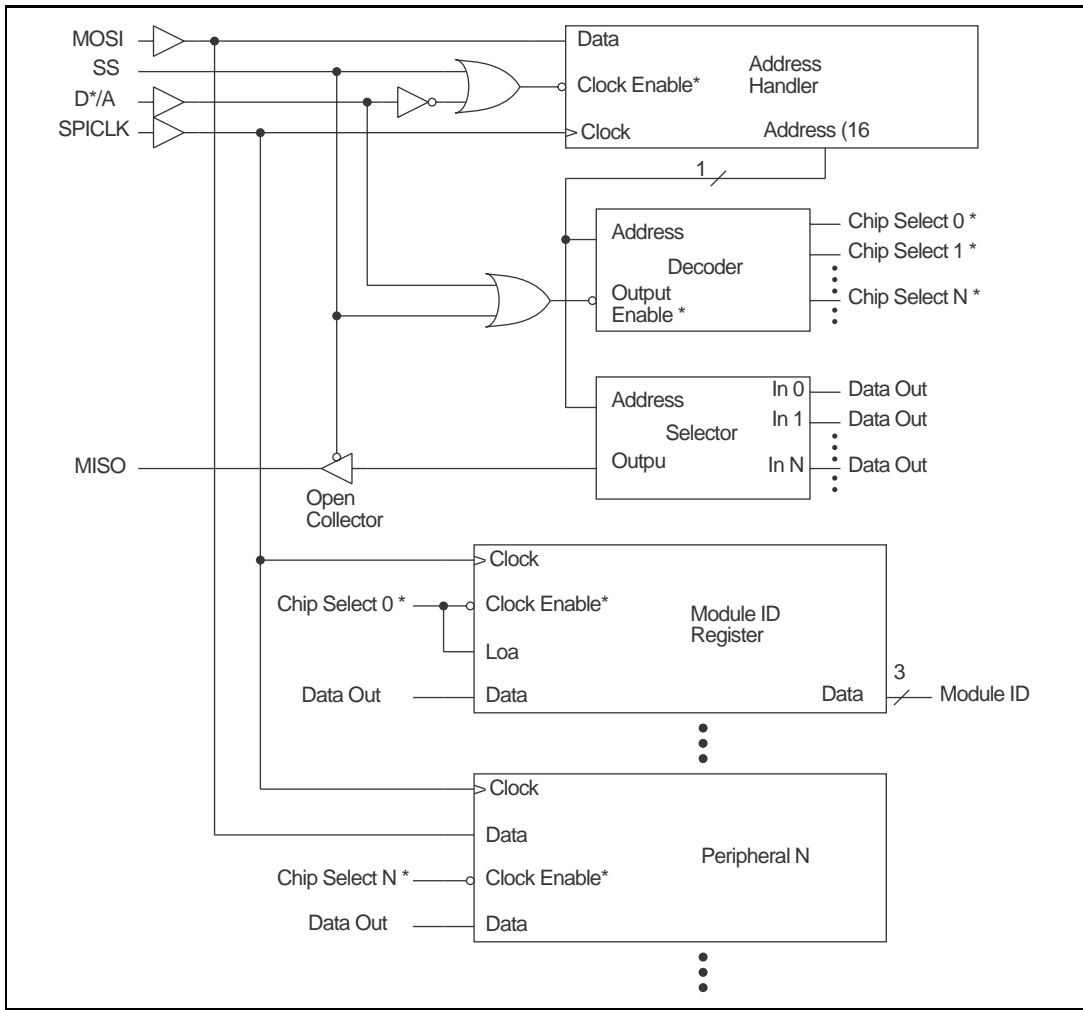 MOSI
SS
D*/A
SPICLK
Data
Clock Enable*
Clock
Address
Handler
Address (16
1
Address
Decoder
Output
Enable *
Chip Select 0 *
Chip Select 1 *
Chip Select N *
Address
Selector
Outpu
In 0
In 1
In N
Data Out
Data Out
Data Out
MISO
Open
Collector
Clock
Chip Select 0 *
Clock Enable*
Module ID
Register
Loa
Data Out
Data
Data
3
Module ID
Clock
Data
Peripheral N
Chip Select N *
Clock Enable*
Data Out
Data